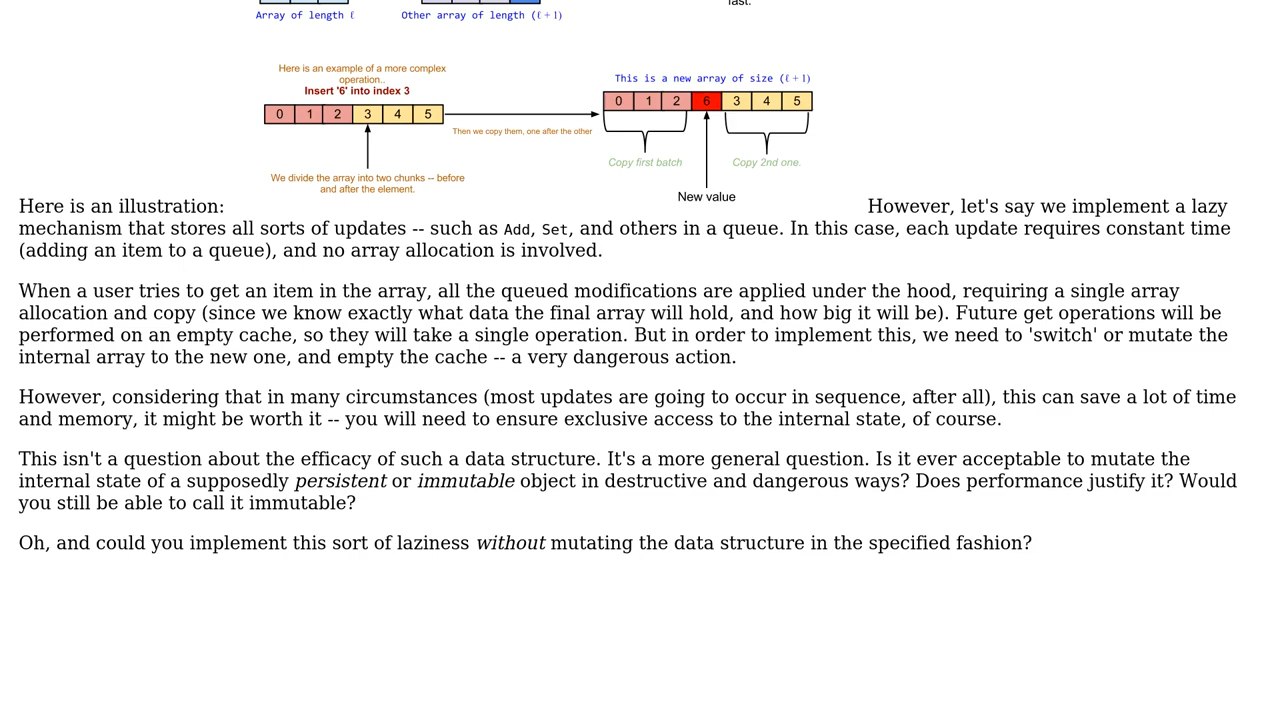 fast.
Array of length ℓ
Other array of length (ℓ + 1)
Here is an example of a more complex
operation..
Insert '6' into index 3
0 1 2 3 4 5
Then we copy them, one after the other
We divide the array into two chunks -- before
and after the element.
This is a new array of size (ℓ + 1)
0 1 2 6 3 4 5
Copy first batch
Copy 2nd one.
New value
Here is an illustration: However, let's say we implement a lazy
mechanism that stores all sorts of updates -- such as Add, Set, and others in a queue. In this case, each update requires constant time
(adding an item to a queue), and no array allocation is involved.
When a user tries to get an item in the array, all the queued modifications are applied under the hood, requiring a single array
allocation and copy (since we know exactly what data the final array will hold, and how big it will be). Future get operations will be
performed on an empty cache, so they will take a single operation. But in order to implement this, we need to 'switch' or mutate the
internal array to the new one, and empty the cache -- a very dangerous action.
However, considering that in many circumstances (most updates are going to occur in sequence, after all), this can save a lot of time
and memory, it might be worth it -- you will need to ensure exclusive access to the internal state, of course.
This isn't a question about the efficacy of such a data structure. It's a more general question. Is it ever acceptable to mutate the
internal state of a supposedly persistent or immutable object in destructive and dangerous ways? Does performance justify it? Would
you still be able to call it immutable?
Oh, and could you implement this sort of laziness without mutating the data structure in the specified fashion?